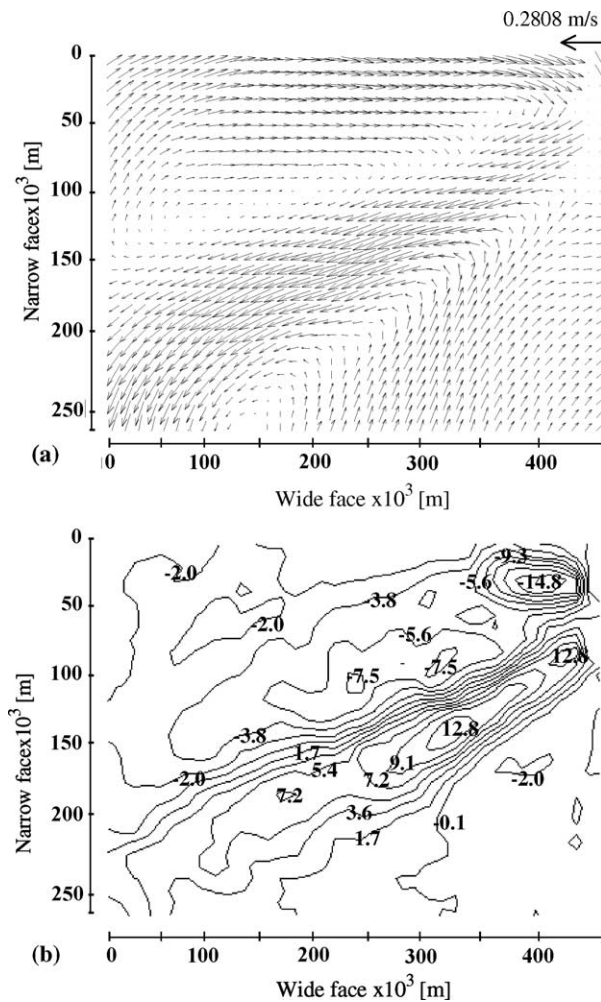 0.2808 m/s
0
50
100
150
200
250
Narrow facex10³ [m]
(a)
0 100 200 300 400
Wide face x10³ [m]
0
50
100
150
200
250
Narrow facex10³ [m]
-9.3
-2.0 -5.6 -14.8
-3.8
-2.0
-5.6
-7.5 -7.5 12.8
-3.8 12.8
1.7 9.1
-2.0 5.4 7.2 -2.0
7.2
3.6 -0.1
1.7
(b)
0 100 200 300 400
Wide face x10³ [m]